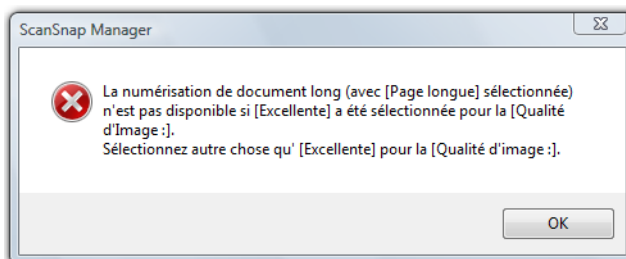 ScanSnap Manager
La numérisation de document long (avec [Page longue] sélectionnée)
n'est pas disponible si [Excellente] a été sélectionnée pour la [Qualité
d'Image :].
Sélectionnez autre chose qu' [Excellente] pour la [Qualité d'image :].
OK